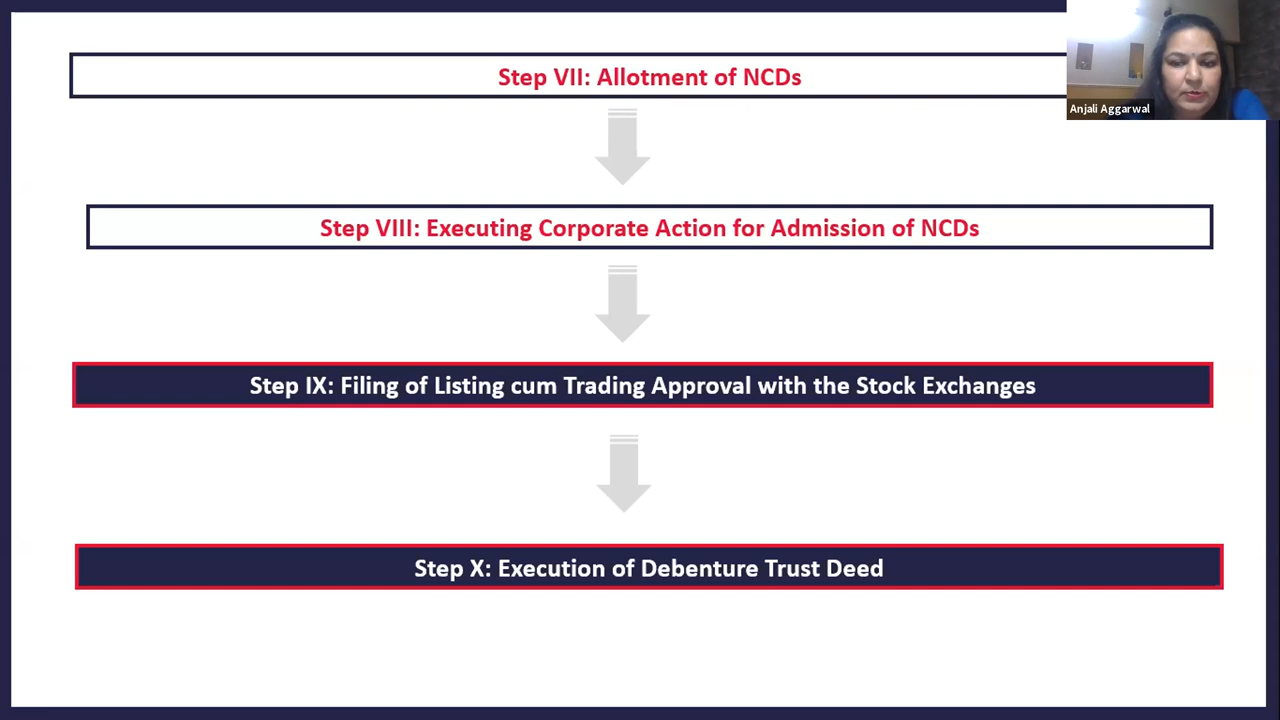 Step VII: Allotment of NCDs
Anjali Aggarwal
Step VIII: Executing Corporate Action for Admission of NCDs
Step IX: Filing of Listing cum Trading Approval with the Stock Exchanges
Step X: Execution of Debenture Trust Deed